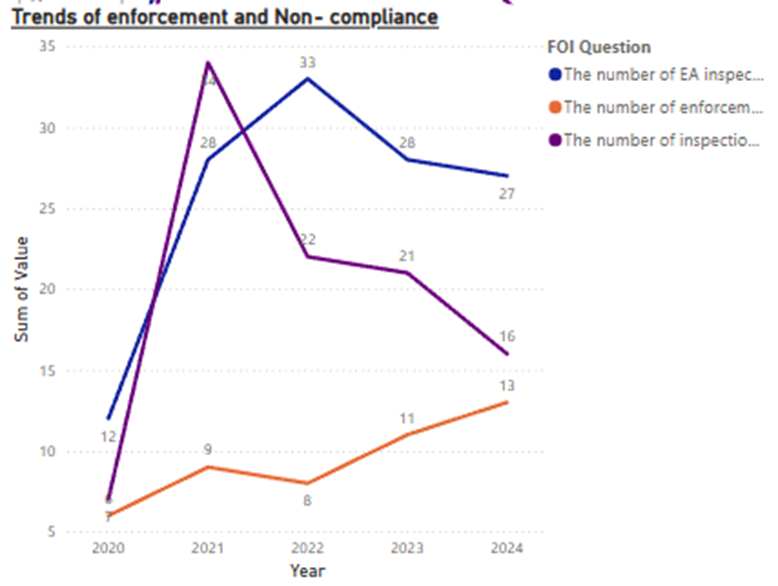 Trends of enforcement and Non- compliance
FOI Question
The number of EA inspec...
The number of enforcem...
The number of inspectio...
Sum of Value
35
30
25
20
15
10
5
33
28
28
27
22
21
16
13
12
11
9
8
7
2020 2021 2022 2023 2024
Year